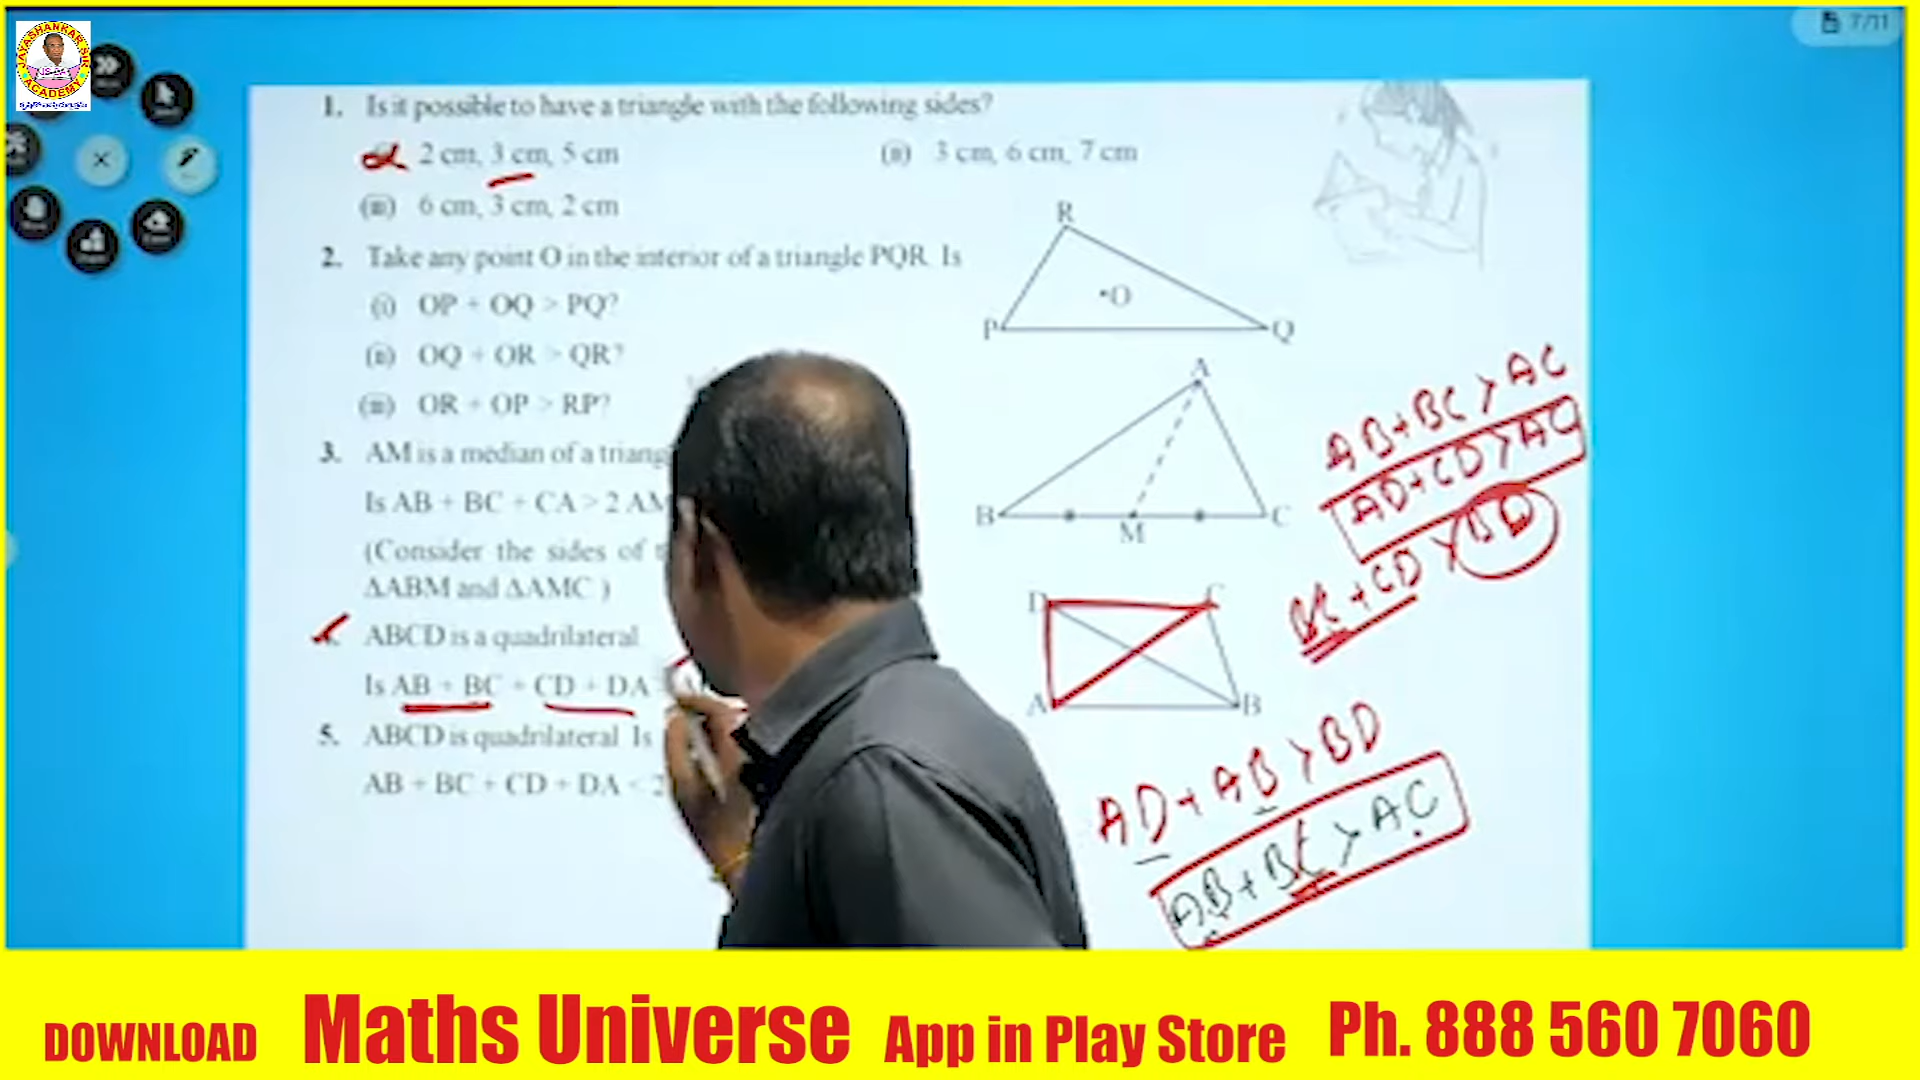 7/11
JAYASHANKAR SIR
ACADEMY
1. Is it possible to have a triangle with the following sides?
2 cm, 3 cm, 5 cm (ii) 3 cm, 6 cm, 7 cm
(iii) 6 cm, 3 cm, 2 cm
R
2. Take any point O in the interior of a triangle PQR. Is
(i) OP + OQ > PQ?
•O
P Q
(ii) OQ + OR > QR?
A
(iii) OR + OP > RP?
3. AM is a median of a triang
Is AB + BC + CA > 2 AM
B M C
(Consider the sides of t
ΔABM and ΔAMC )
AB+BC>AC
AD+CD>AC
BC+CD>BD
D C
ABCD is a quadrilateral
Is AB + BC + CD + DA
A B
5. ABCD is quadrilateral Is
AB + BC + CD + DA < 2
AD+AB>BD
AB+BC>AC
DOWNLOAD Maths Universe App in Play Store Ph. 888 560 7060